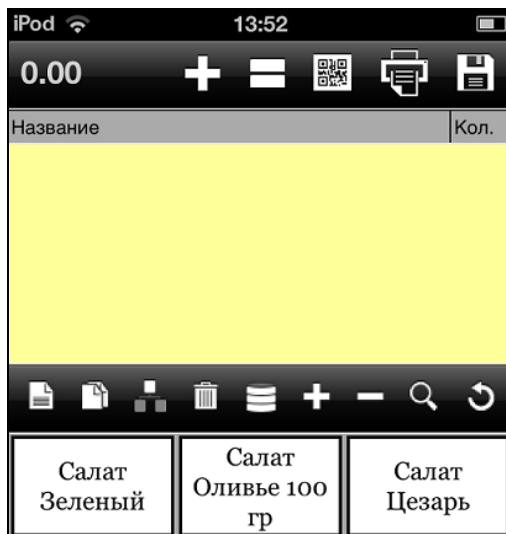 iPod 13:52
0.00
Название Кол.
Салат
Зеленый
Салат
Оливье 100
гр
Салат
Цезарь